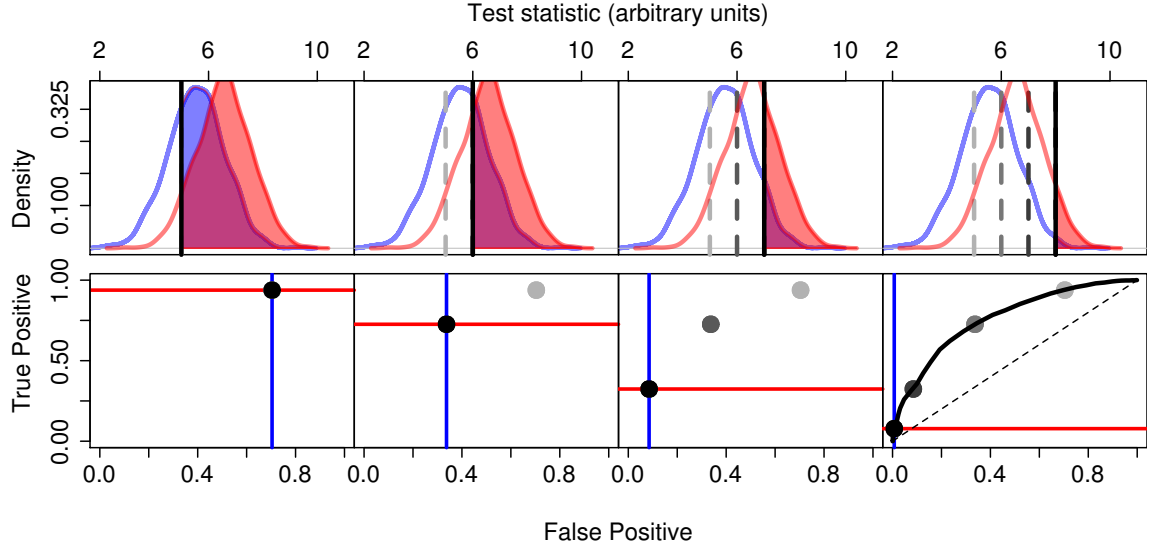 Test statistic (arbitrary units)
2 6 10 2 6 10 2 6 10 2 6 10
Density
0.100 0.325
True Positive
0.00 0.50 1.00
0.0 0.4 0.8 0.0 0.4 0.8 0.0 0.4 0.8 0.0 0.4 0.8
False Positive